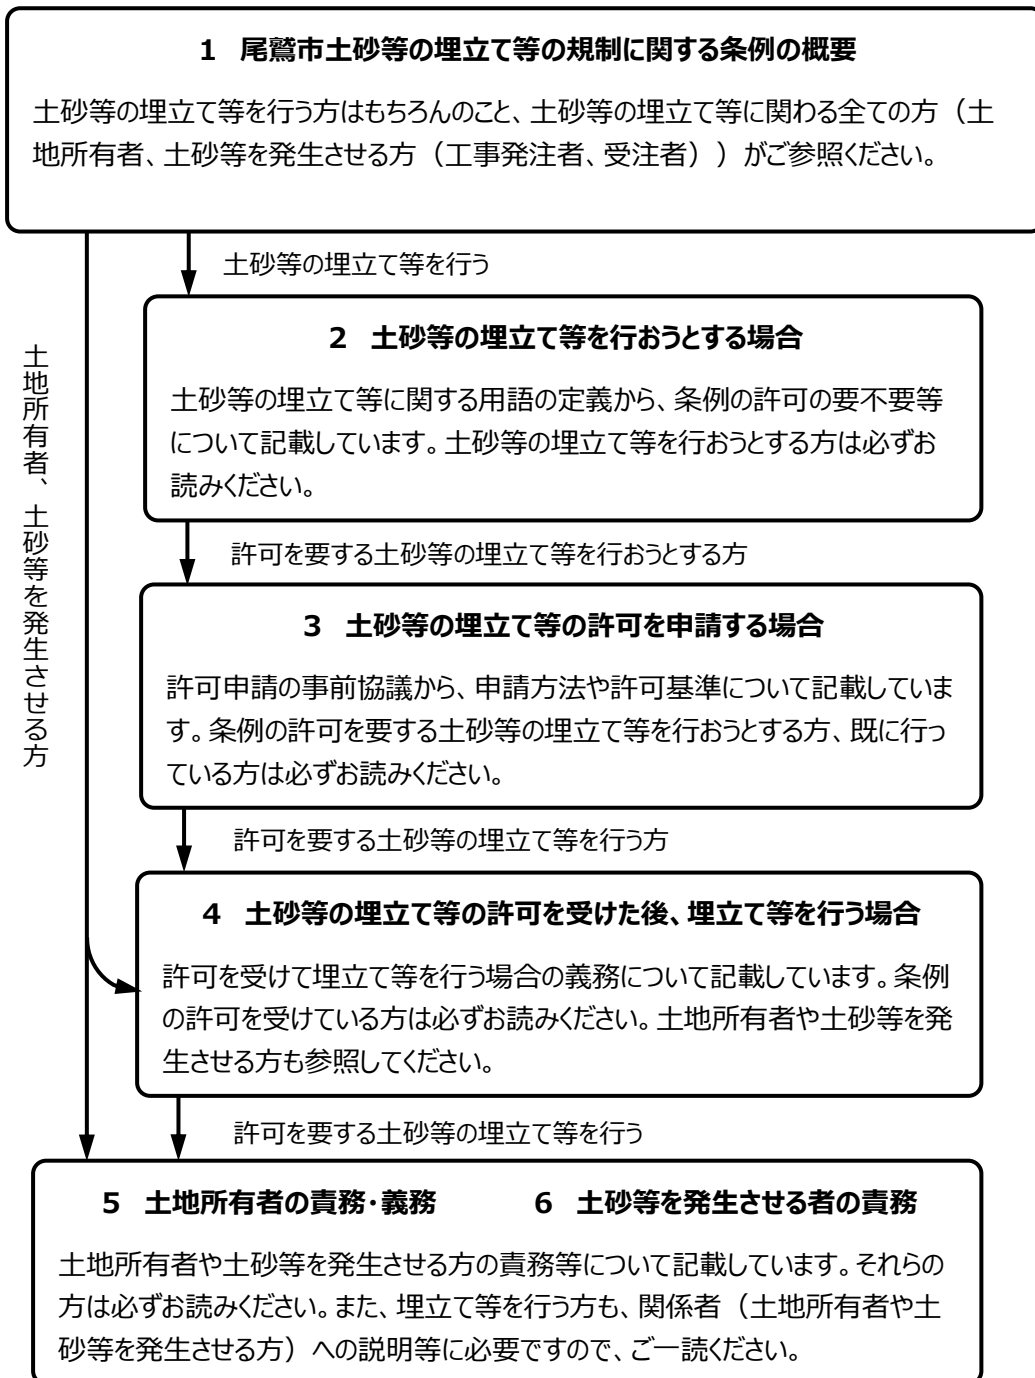 1 尾鷲市土砂等の埋立て等の規制に関する条例の概要
土砂等の埋立て等を行う方はもちろんのこと、土砂等の埋立て等に関わる全ての方（土
地所有者、土砂等を発生させる方（工事発注者、受注者））がご参照ください。
土砂等の埋立て等を行う
土地所有者、土砂等を発生させる方
2 土砂等の埋立て等を行おうとする場合
土砂等の埋立て等に関する用語の定義から、条例の許可の要不要等
について記載しています。土砂等の埋立て等を行おうとする方は必ずお
読みください。
許可を要する土砂等の埋立て等を行おうとする方
3 土砂等の埋立て等の許可を申請する場合
許可申請の事前協議から、申請方法や許可基準について記載していま
す。条例の許可を要する土砂等の埋立て等を行おうとする方、既に行っ
ている方は必ずお読みください。
許可を要する土砂等の埋立て等を行う方
4 土砂等の埋立て等の許可を受けた後、埋立て等を行う場合
許可を受けて埋立て等を行う場合の義務について記載しています。条例
の許可を受けている方は必ずお読みください。土地所有者や土砂等を発
生させる方も参照してください。
許可を要する土砂等の埋立て等を行う
5 土地所有者の責務・義務 6 土砂等を発生させる者の責務
土地所有者や土砂等を発生させる方の責務等について記載しています。それらの
方は必ずお読みください。また、埋立て等を行う方も、関係者（土地所有者や土
砂等を発生させる方）への説明等に必要ですので、ご一読ください。